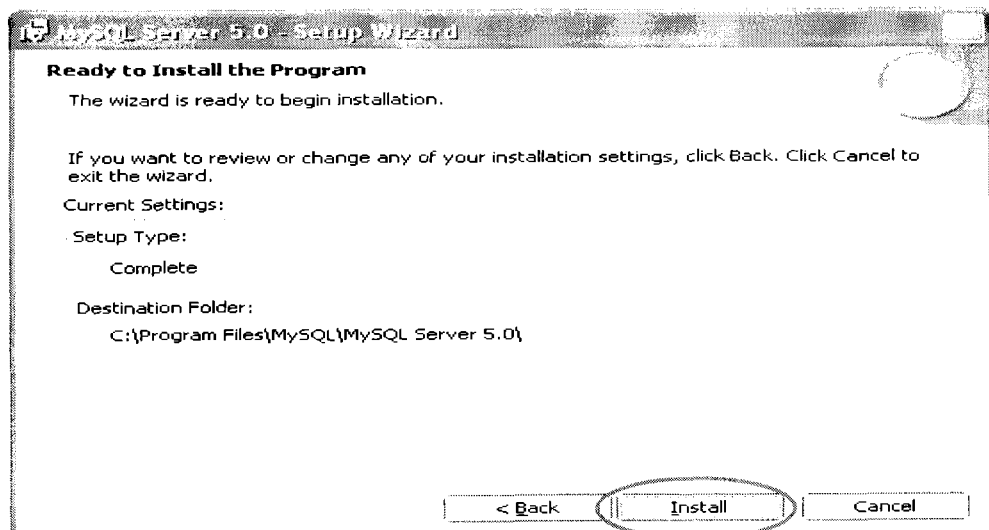 MySQL Server 5.0 - Setup Wizard
Ready to Install the Program
The wizard is ready to begin installation.
If you want to review or change any of your installation settings, click Back. Click Cancel to
exit the wizard.
Current Settings:
Setup Type:
Complete
Destination Folder:
C:\Program Files\MySQL\MySQL Server 5.0\
< Back
Install
Cancel